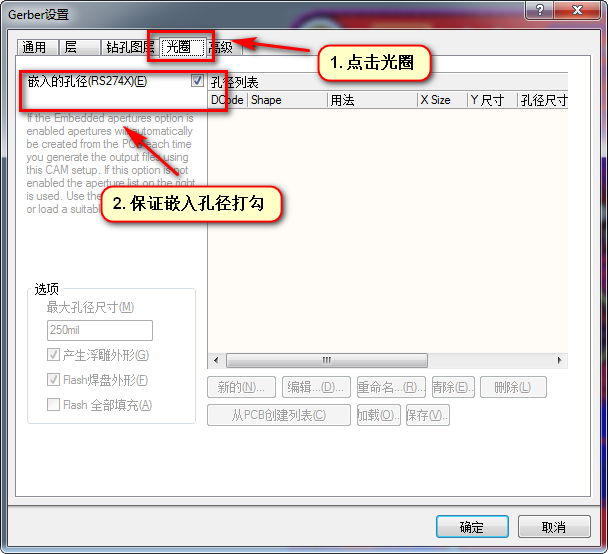 Gerber设置
通用 层 钻孔图层 光圈 高级
1. 点击光圈
嵌入的孔径(RS274X)(E)
孔径列表
DCode Shape 用法 X Size Y 尺寸 孔径尺寸
If the Embedded apertures option is
enabled apertures will automatically
be created from the PCB each time
you generate the output files using
this CAM setup. If this option is not
enabled the aperture list on the right
is used. Use the
or load a suitabl
2. 保证嵌入孔径打勾
选项
最大孔径尺寸(M)
250mil
产生浮雕外形(G)
Flash焊盘外形(F)
Flash 全部填充(A)
新的(N)... 编辑...(D)... 重命名...(R)... 青除(E).. 删除(L)
从PCB创建列表(C) 加载(O).. 保存(V)..
确定 取消